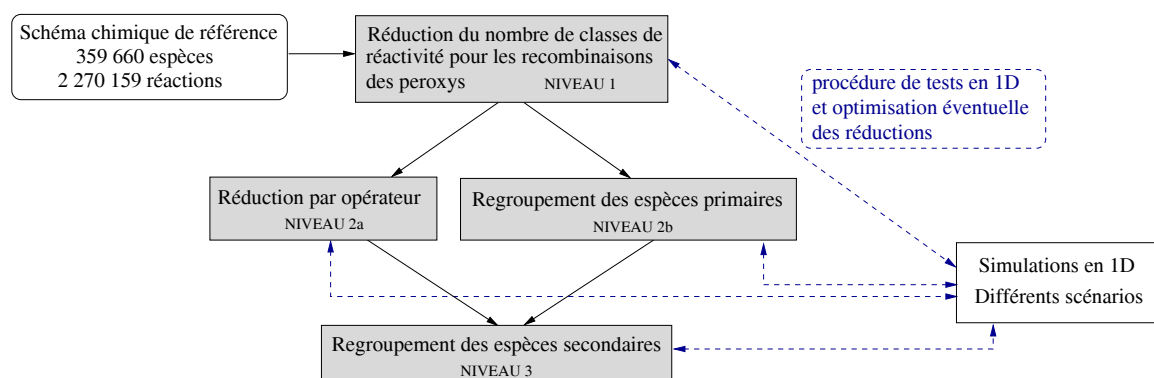 Schéma chimique de référence
359 660 espèces
2 270 159 réactions
Réduction du nombre de classes de
réactivité pour les recombinaisons
des peroxys NIVEAU 1
procédure de tests en 1D
et optimisation éventuelle
des réductions
Réduction par opérateur
NIVEAU 2a
Regroupement des espèces primaires
NIVEAU 2b
Simulations en 1D
Différents scénarios
Regroupement des espèces secondaires
NIVEAU 3